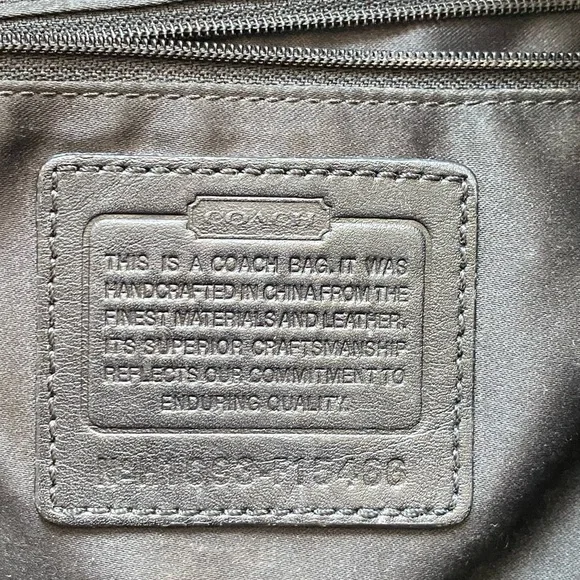 COACH
THIS IS A COACH BAG. IT WAS
HANDCRAFTED IN CHINA FROM THE
FINEST MATERIALS AND LEATHER.
ITS SUPERIOR CRAFTSMANSHIP
REFLECTS OUR COMMITMENT TO
ENDURING QUALITY.